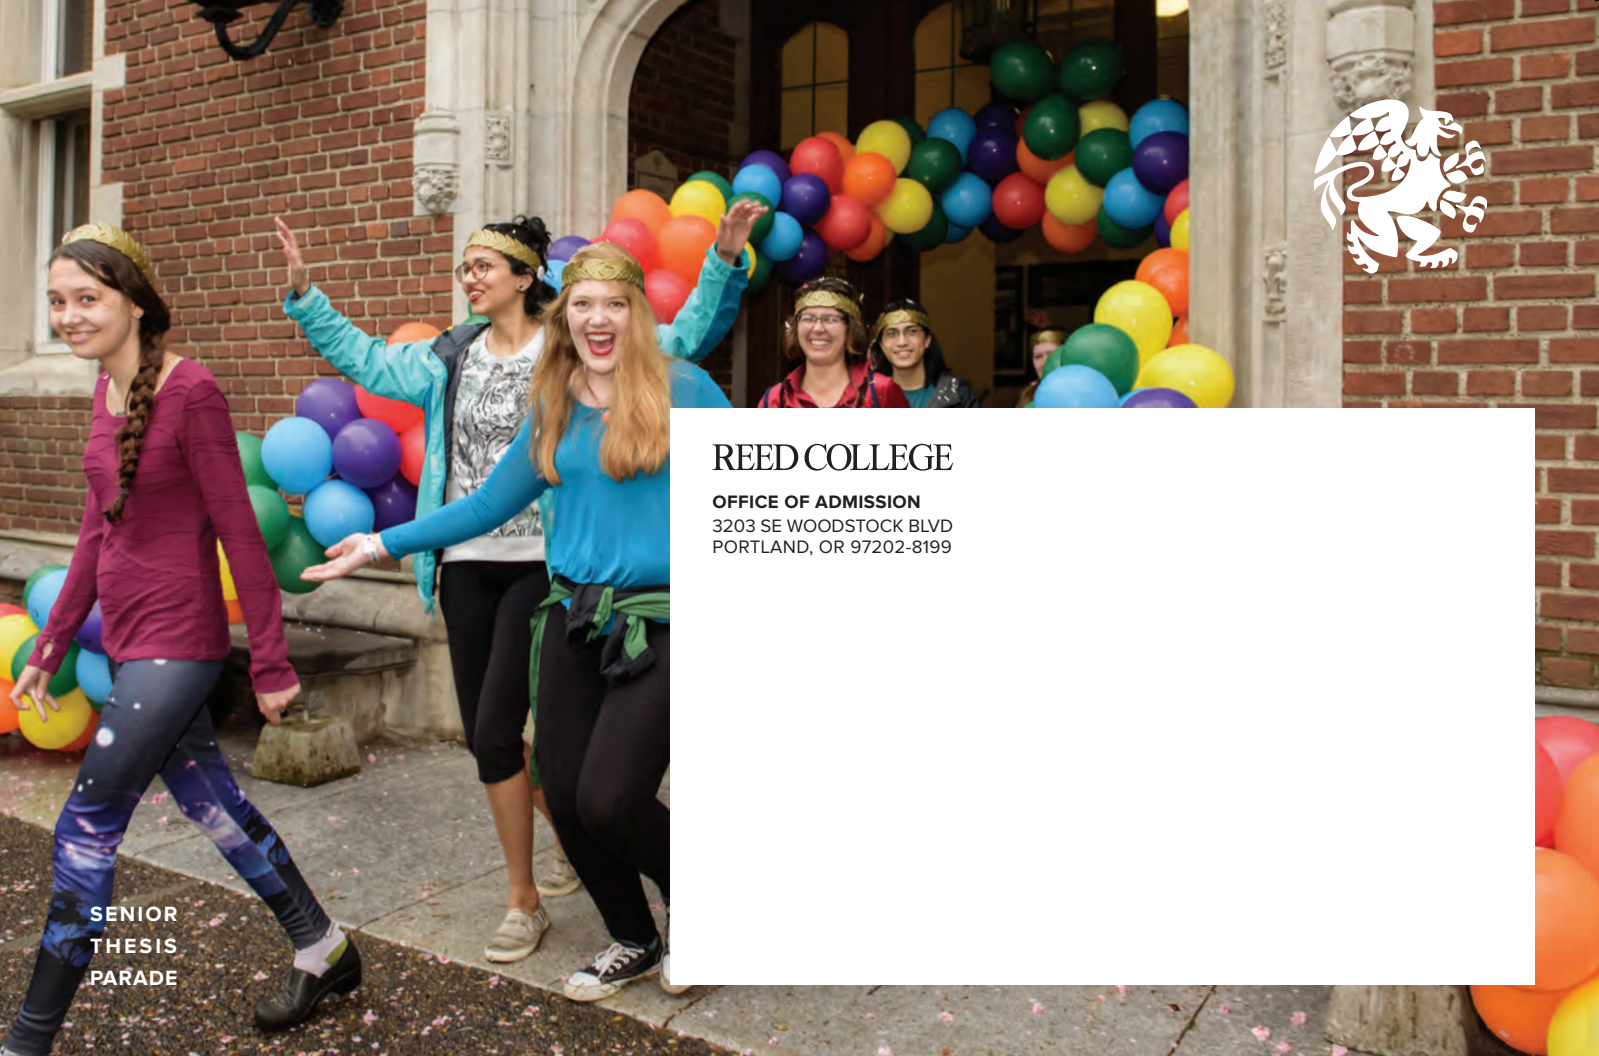 REED COLLEGE
OFFICE OF ADMISSION
3203 SE WOODSTOCK BLVD
PORTLAND, OR 97202-8199
SENIOR
THESIS
PARADE